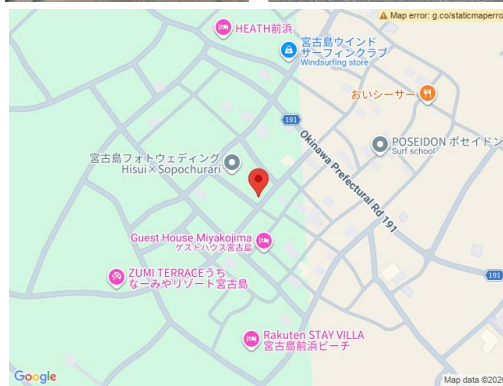 Map error: g.co/staticmaperro
HEATH前浜
宮古島ウインド
サーフィンクラブ
Windsurfing store
おいシーサー
191
Okinawa Prefectural Rd 191
POSEIDON ポセイドン
Surf school
宮古島フォトウェディング
Hisui×Sopochurari
Guest House Miyakojima
ゲストハウス宮古島
191
ZUMI TERRACEうち
なーみやリゾート宮古島
Rakuten STAY VILLA
宮古島前浜ビーチ
Google
Map data ©202